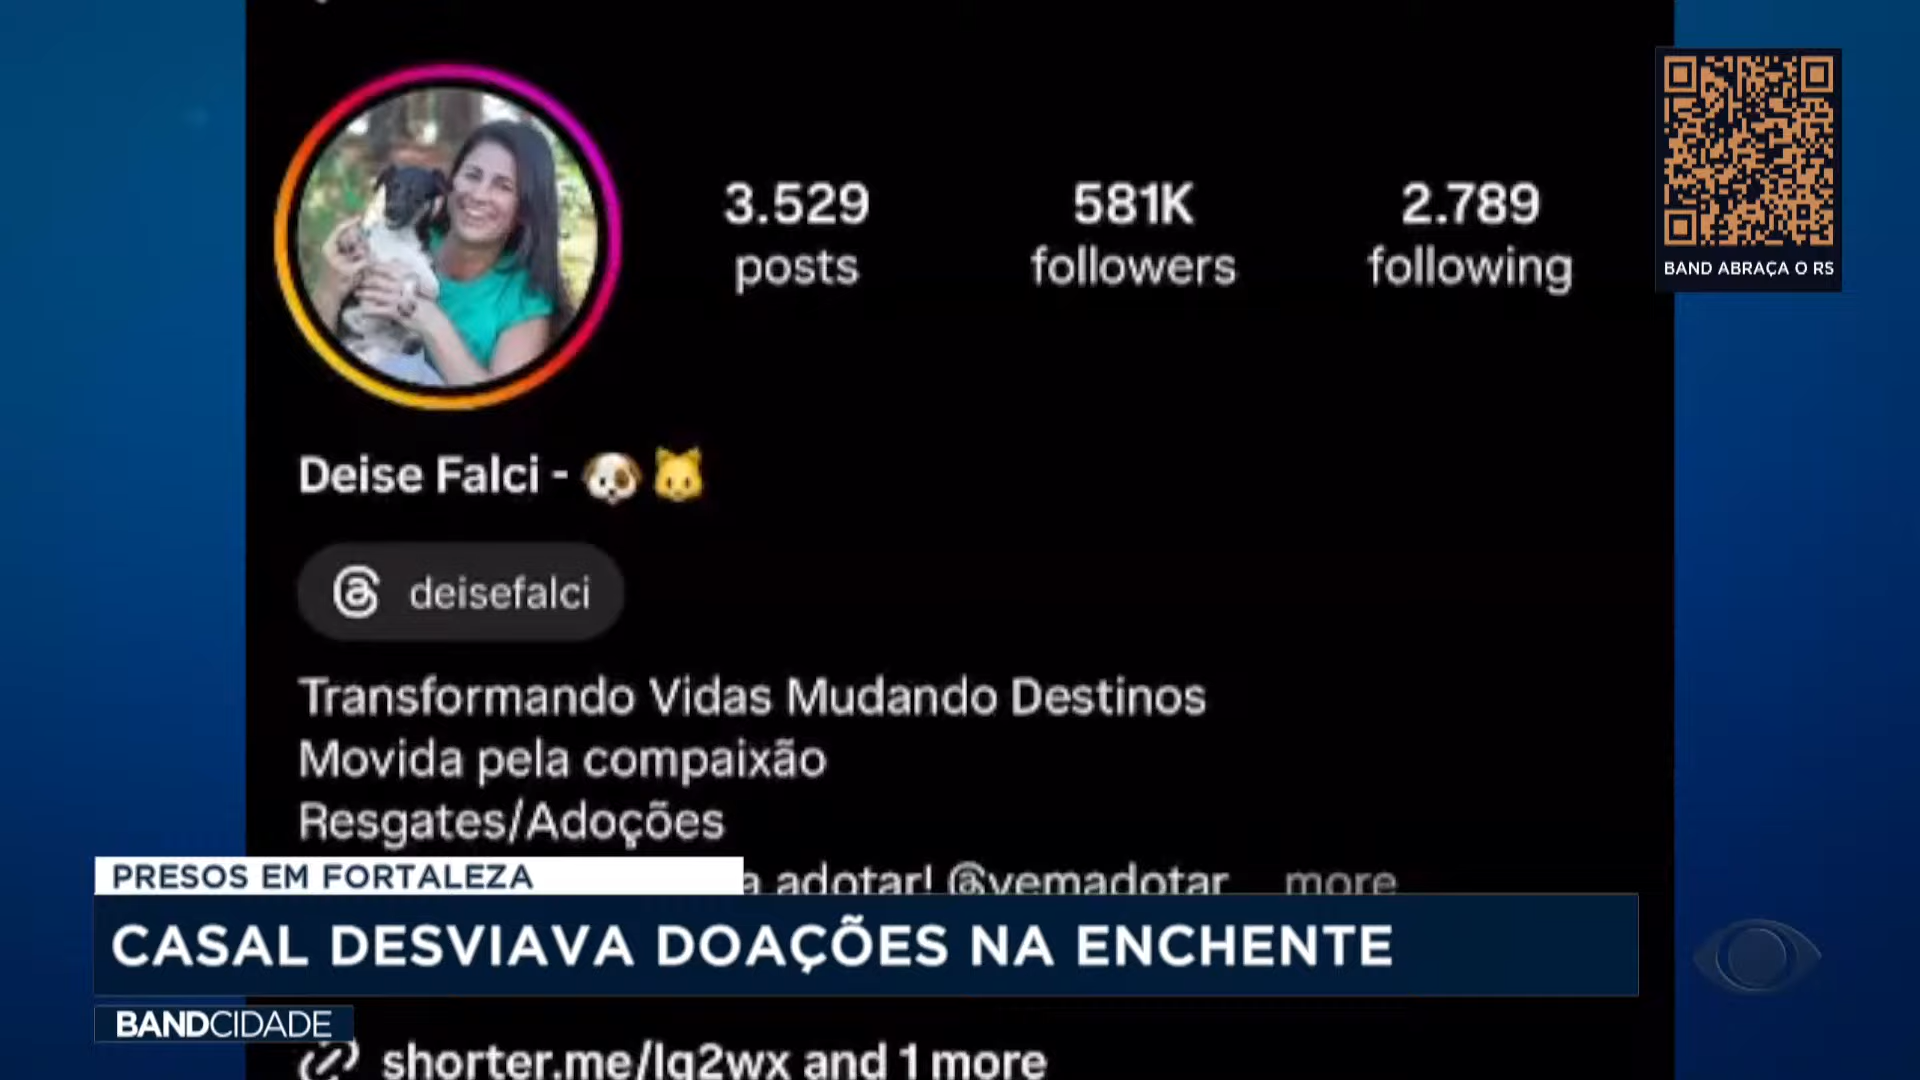 3.529
posts
581K
followers
2.789
following
BAND ABRAÇA O RS
Deise Falci -
deisefalci
Transformando Vidas Mudando Destinos
Movida pela compaixão
Resgates/Adoções
a adotar! @vemadotar more
PRESOS EM FORTALEZA
CASAL DESVIAVA DOAÇÕES NA ENCHENTE
BANDCIDADE
shorter.me/lq2wx and 1 more